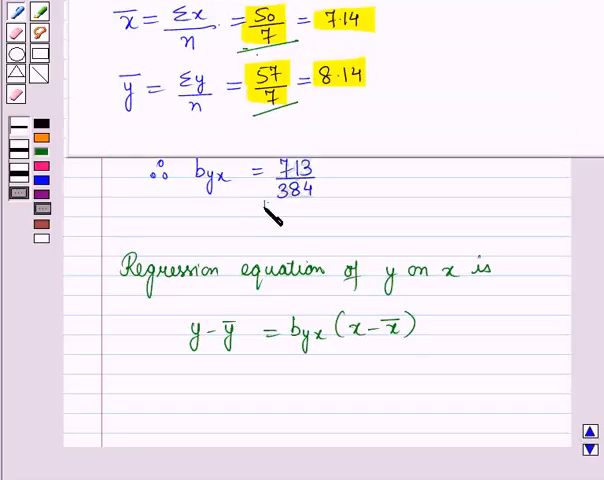 x̄ = Σx/n = 50/7 = 7.14
ȳ = Σy/n = 57/7 = 8.14
∴ byx = 713/384
Regression equation of y on x is
y - ȳ = byx (x - x̄)